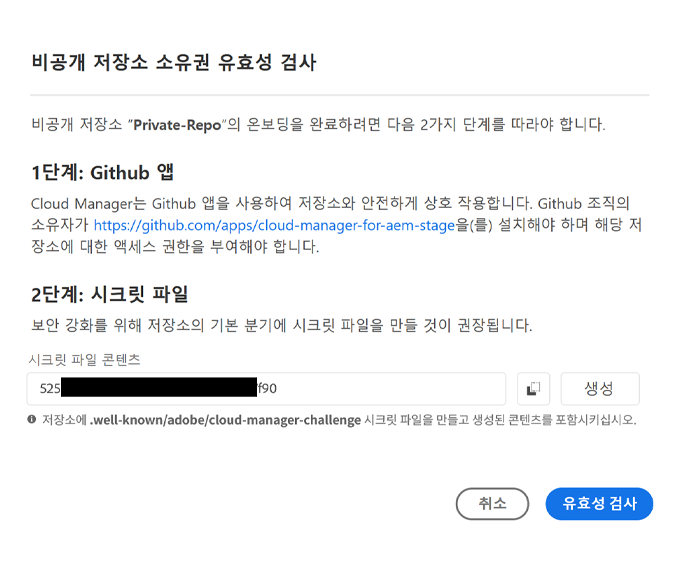 비공개 저장소 소유권 유효성 검사
비공개 저장소 "Private-Repo"의 온보딩을 완료하려면 다음 2가지 단계를 따라야 합니다.
1단계: Github 앱
Cloud Manager는 Github 앱을 사용하여 저장소와 안전하게 상호 작용합니다. Github 조직의
소유자가 https://github.com/apps/cloud-manager-for-aem-stage을(를) 설치해야 하며 해당 저
장소에 대한 액세스 권한을 부여해야 합니다.
2단계: 시크릿 파일
보안 강화를 위해 저장소의 기본 분기에 시크릿 파일을 만들 것이 권장됩니다.
시크릿 파일 콘텐츠
525 f90
생성
저장소에 .well-known/adobe/cloud-manager-challenge 시크릿 파일을 만들고 생성된 콘텐츠를 포함시키십시오.
취소
유효성 검사